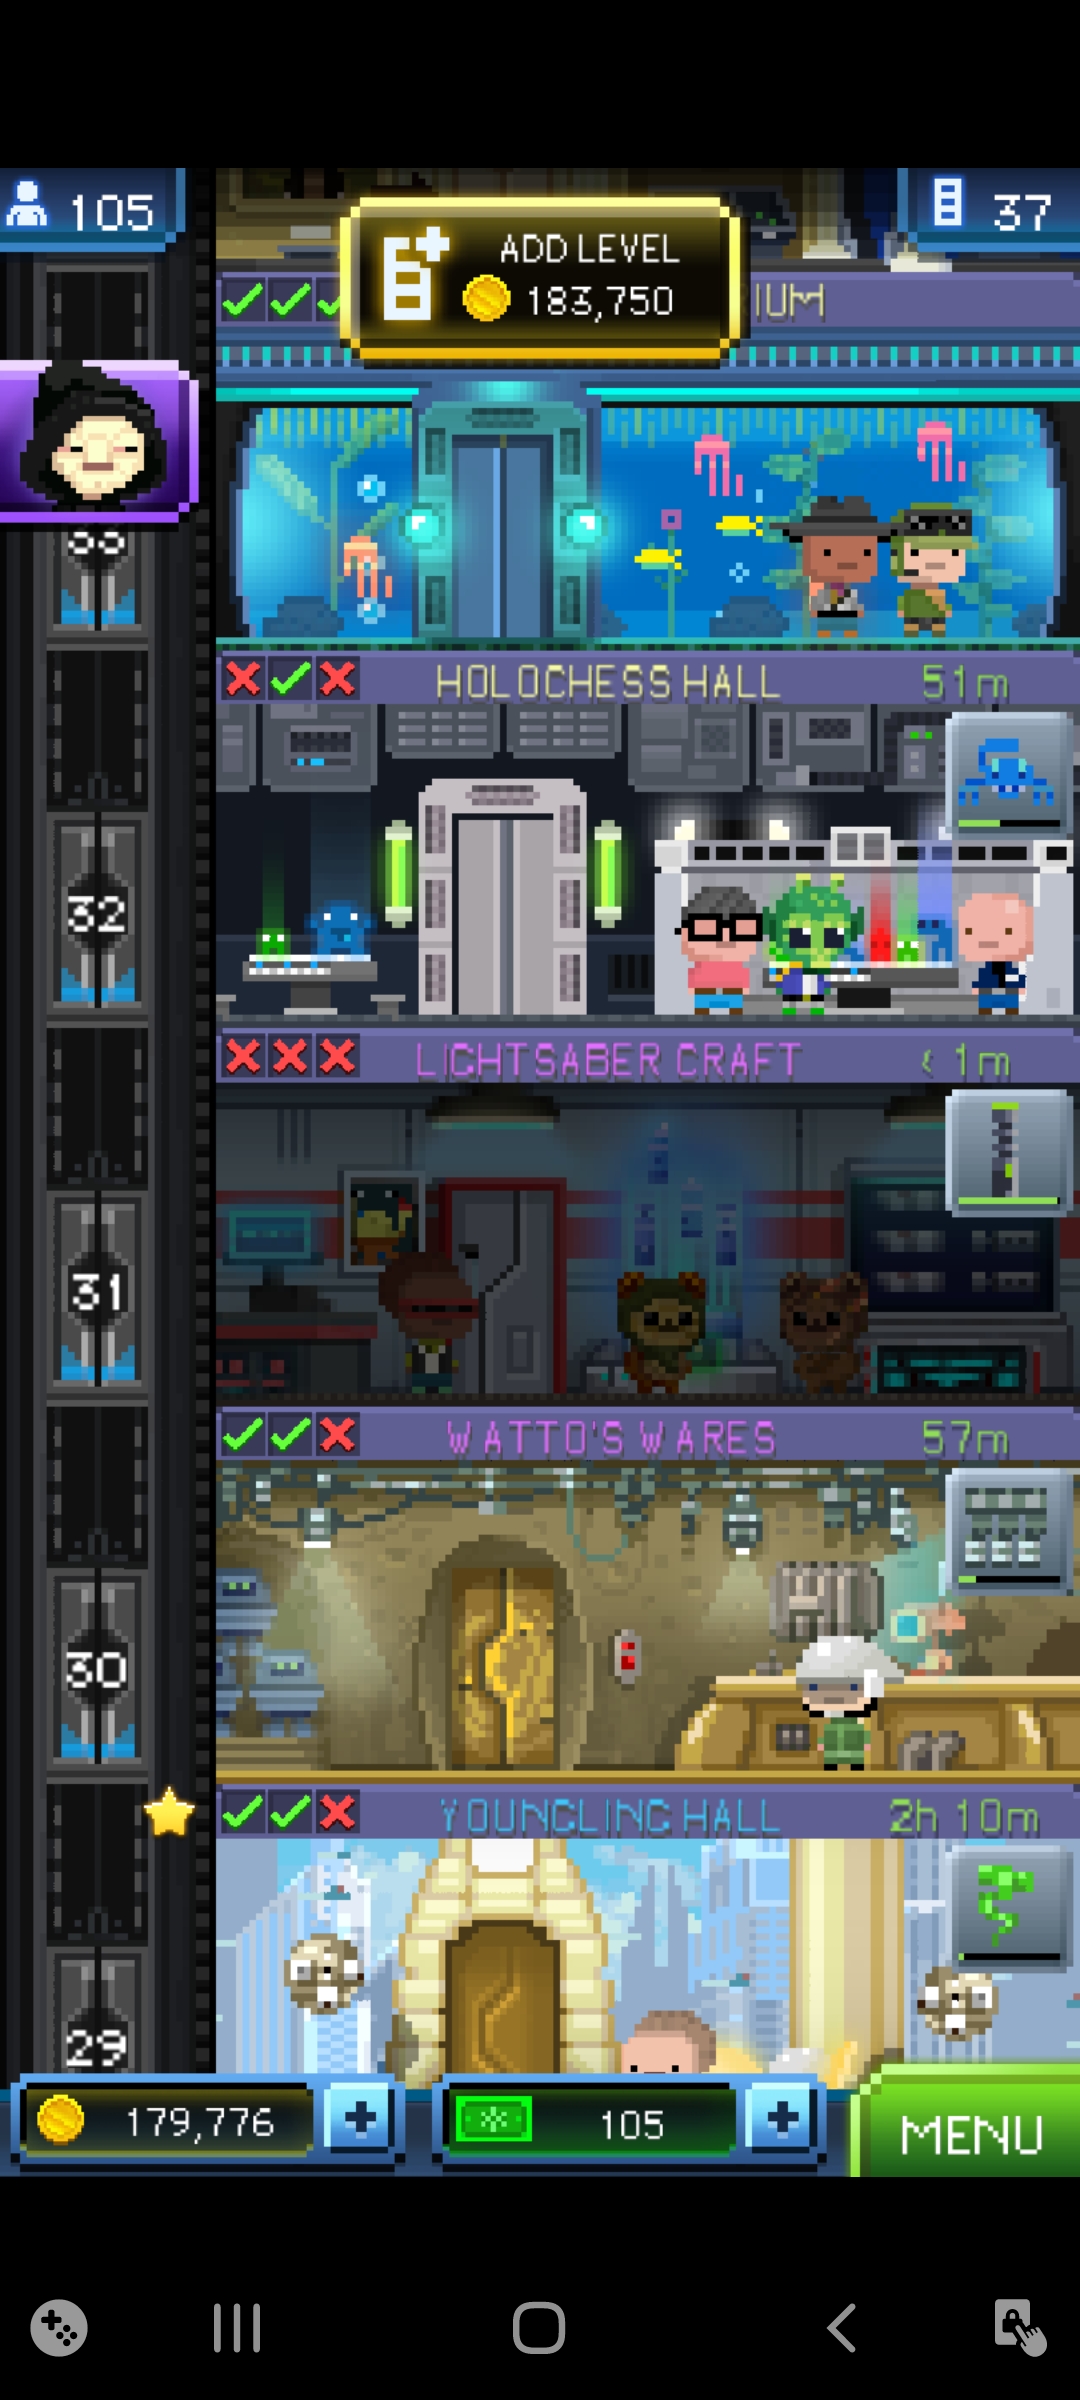 105
ADD LEVEL
183,750
37
IUM
HOLOCHESS HALL 51m
32
LIGHTSABER CRAFT < 1m
31
WATTO'S WARES 57m
30
YOUNGLING HALL 2h 10m
29
179,776 +
105 +
MENU